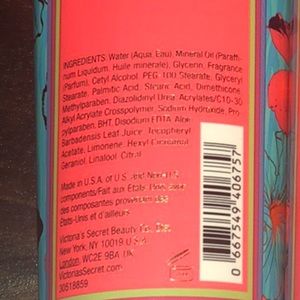 INGREDIENTS: Water (Aqua, Eau), Mineral Oil (Paraffi-
num Liquidum, Huile minerale), Glycerin, Fragrance
(Parfum), Cetyl Alcohol, PEG-100 Stearate, Glyceryl
Stearate, Palmitic Acid, Stearic Acid, Dimethicone
Methylparaben, Diazolidinyl Urea, Acrylates/C10-30
Alkyl Acrylate Crosspolymer, Sodium Hydroxide, Pro-
pylparaben, BHT, Disodium EDTA, Aloe
Barbadensis Leaf Juice, Tocopheryl
Acetate, Limonene, Hexyl Cinnamal,
Geraniol, Linalool, Citral
Made in U.S.A. of U.S. and Non-U.S.
components/Fait aux États-Unis avec
des composantes provenant des
États-Unis et d'ailleurs
Victoria's Secret Beauty Co. Dist.
New York, NY 10019 U.S.A.
London, WC2E 9BA UK
VictoriasSecret.com
30518859
0 667549 406757